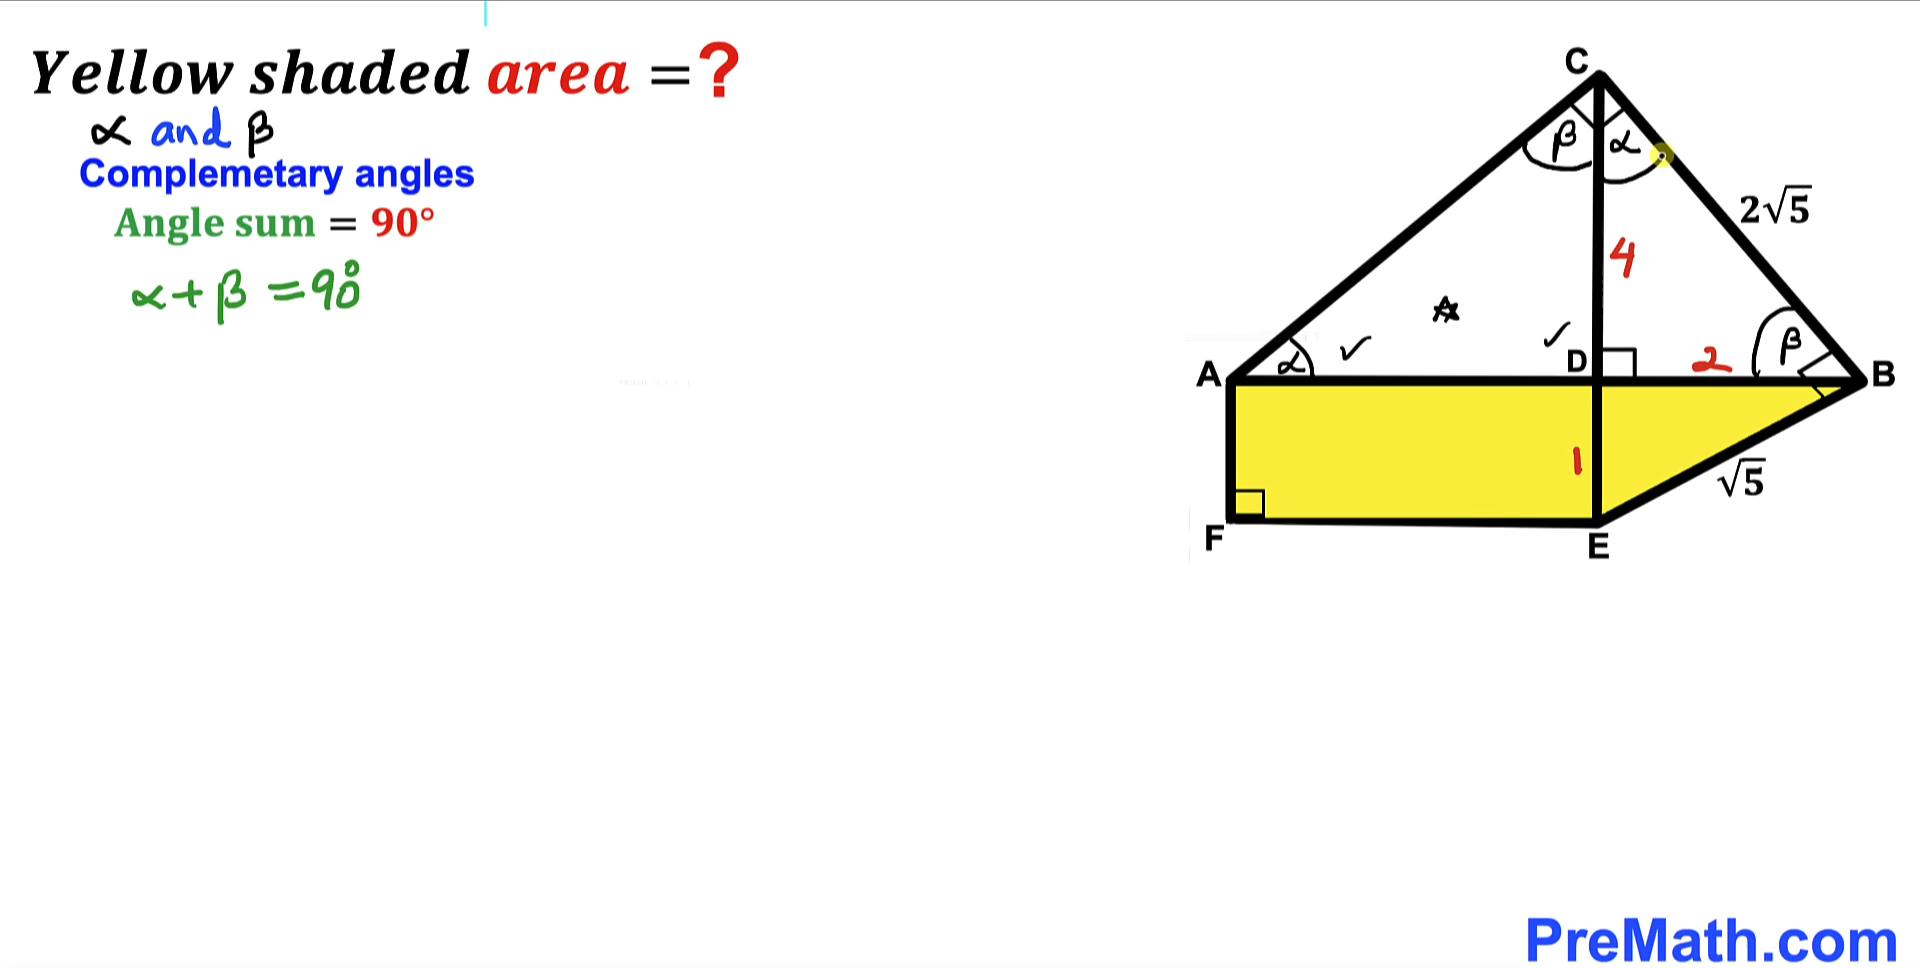 Yellow shaded area = ?
α and β
Complemetary angles
Angle sum = 90°
α + β = 90°
C
β α
2√5
4
A α D 2 β B
1
√5
F
E
PreMath.com